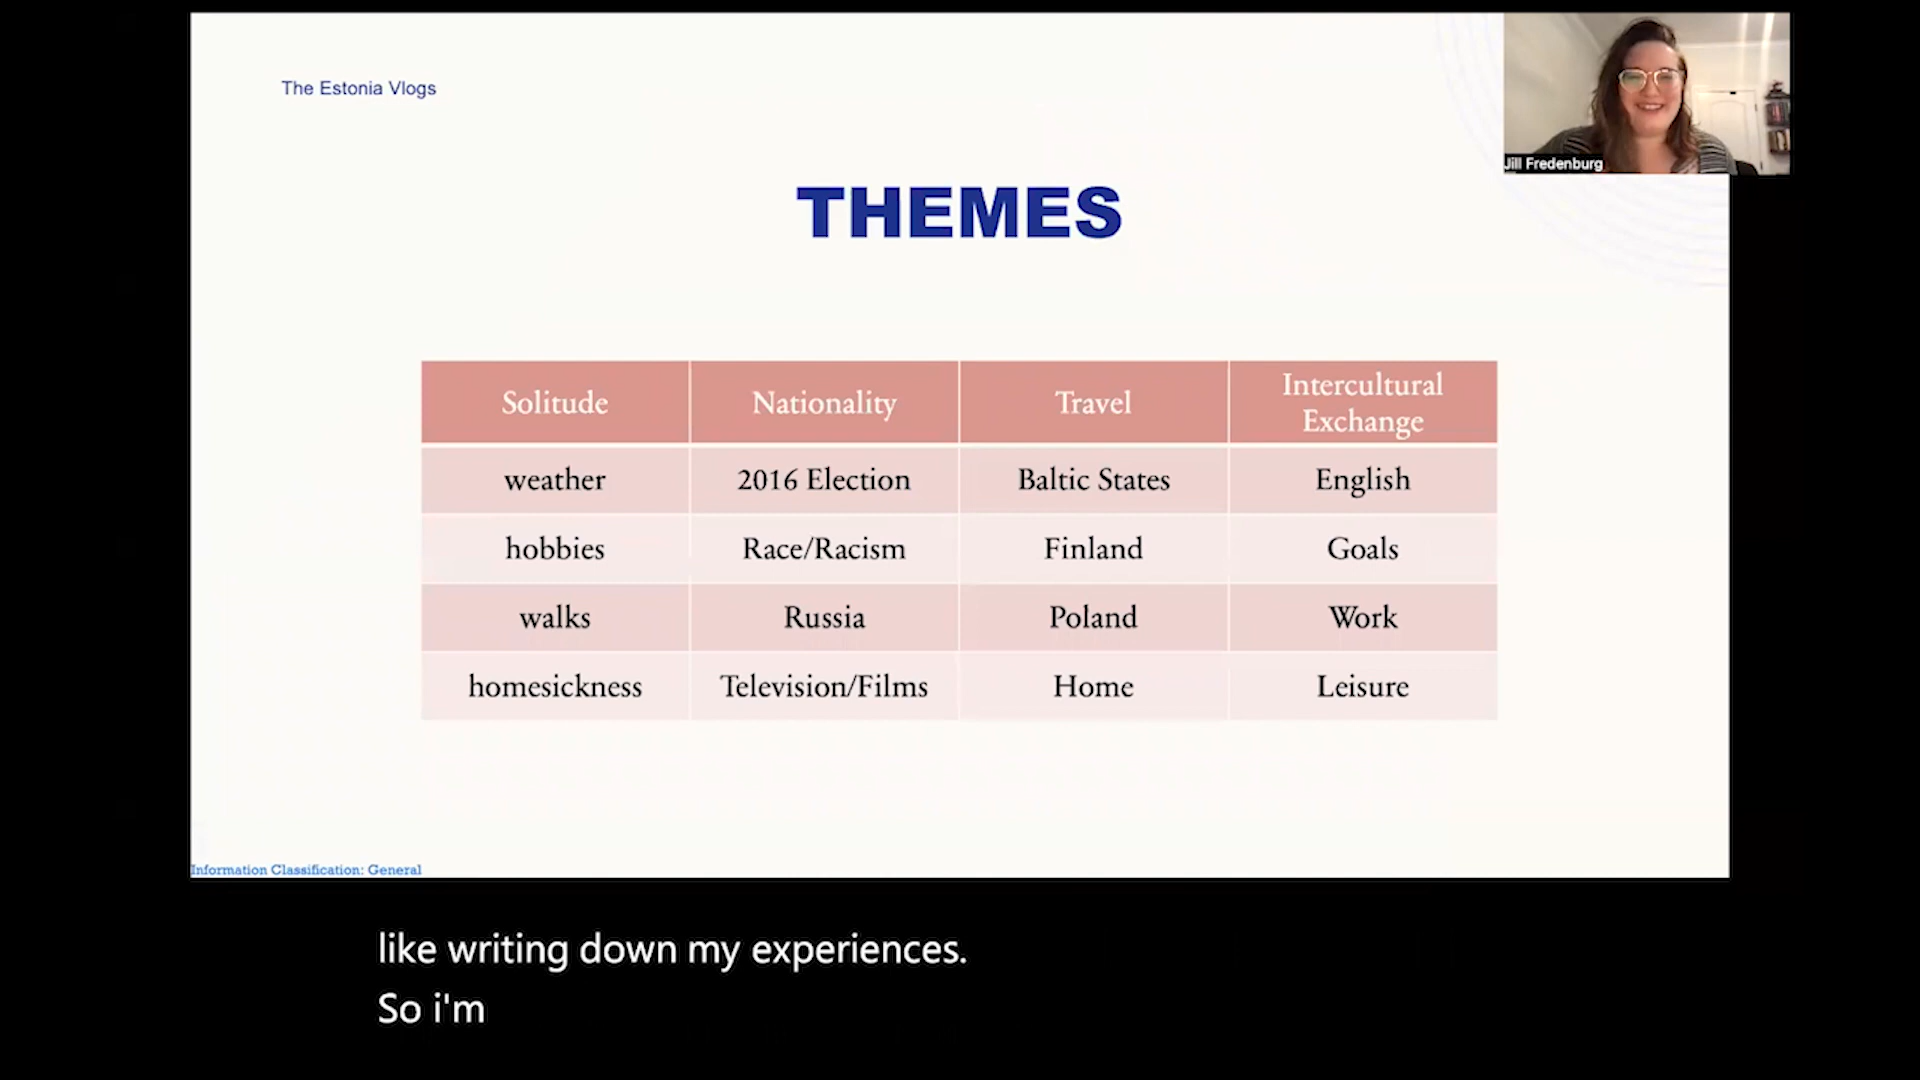 The Estonia Vlogs
Jill Fredenburg
THEMES
Solitude Nationality Travel Intercultural Exchange
weather 2016 Election Baltic States English
hobbies Race/Racism Finland Goals
walks Russia Poland Work
homesickness Television/Films Home Leisure
Information Classification: General
like writing down my experiences.
So i'm